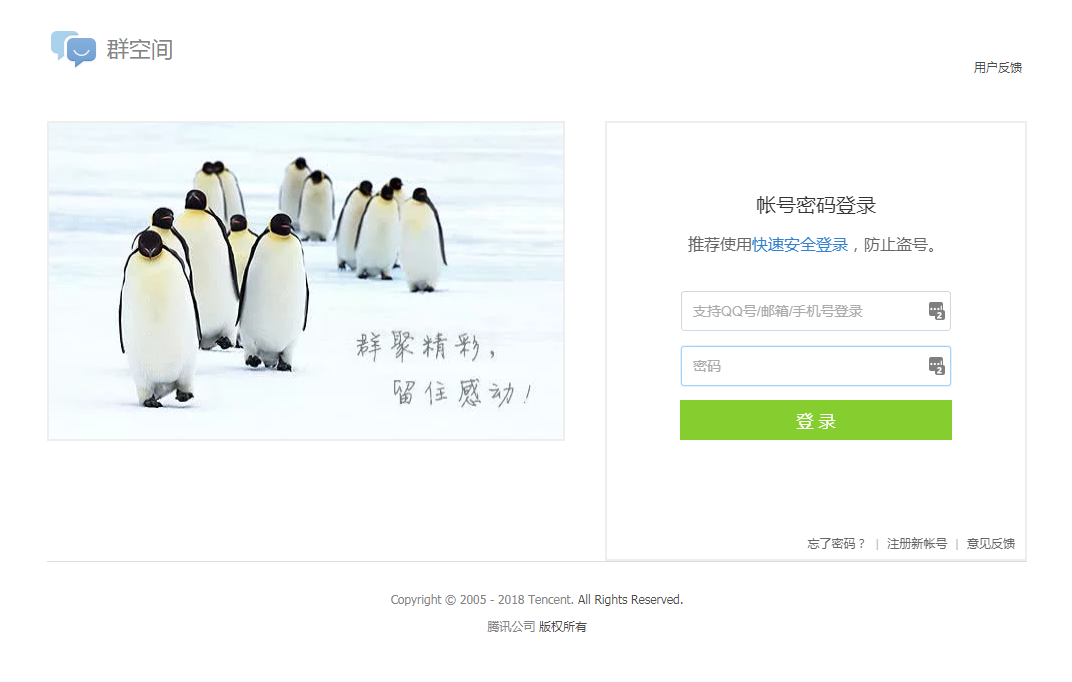 群空间
用户反馈
群聚精彩，
留住感动！
帐号密码登录
推荐使用快速安全登录，防止盗号。
支持QQ号/邮箱/手机号登录
2
密码
2
登 录
忘了密码？ | 注册新帐号 | 意见反馈
Copyright © 2005 - 2018 Tencent. All Rights Reserved.
腾讯公司 版权所有